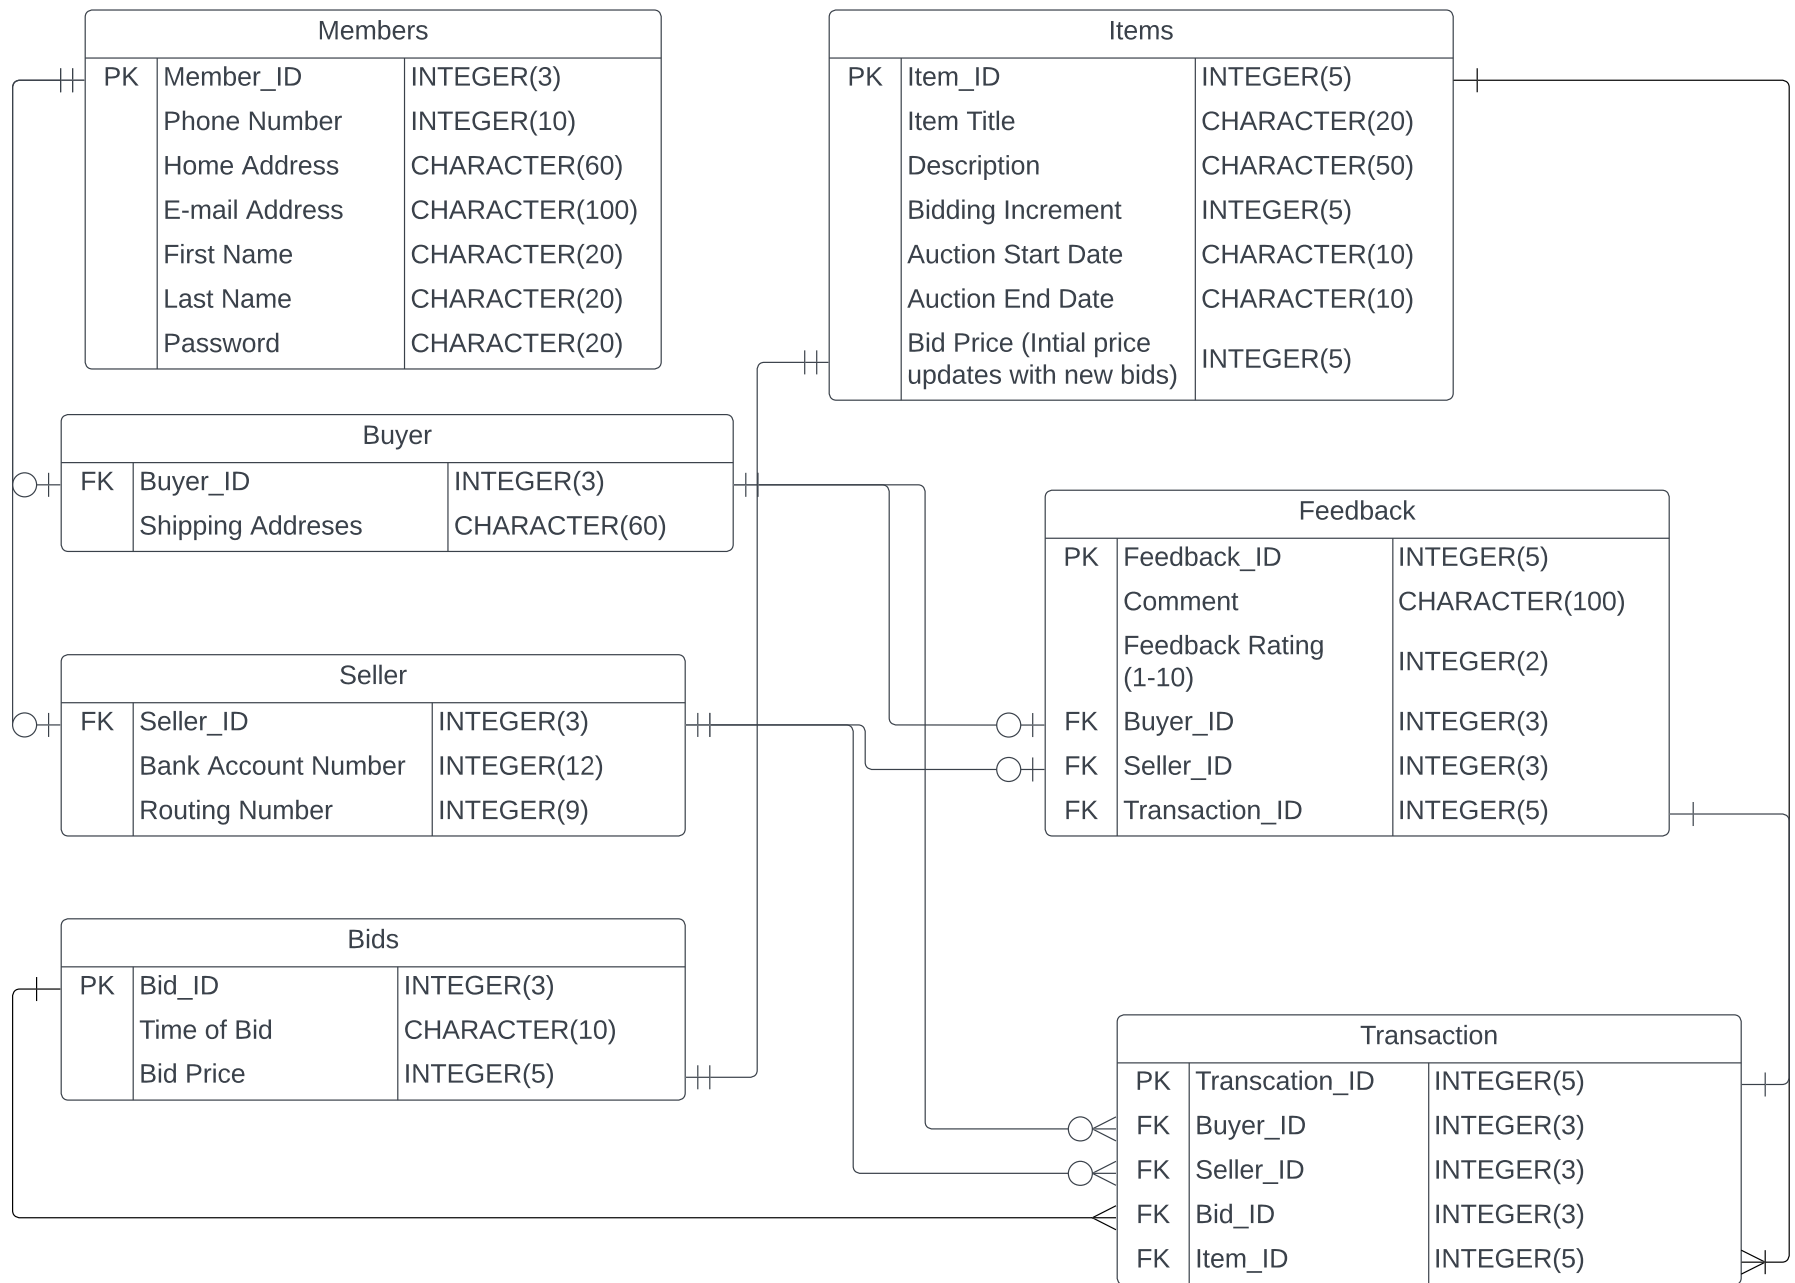 Members
PK Member_ID INTEGER(3)
Phone Number INTEGER(10)
Home Address CHARACTER(60)
E-mail Address CHARACTER(100)
First Name CHARACTER(20)
Last Name CHARACTER(20)
Password CHARACTER(20)
Items
PK Item_ID INTEGER(5)
Item Title CHARACTER(20)
Description CHARACTER(50)
Bidding Increment INTEGER(5)
Auction Start Date CHARACTER(10)
Auction End Date CHARACTER(10)
Bid Price (Intial price
updates with new bids) INTEGER(5)
Buyer
FK Buyer_ID INTEGER(3)
Shipping Addreses CHARACTER(60)
Feedback
PK Feedback_ID INTEGER(5)
Comment CHARACTER(100)
Feedback Rating
(1-10) INTEGER(2)
FK Buyer_ID INTEGER(3)
FK Seller_ID INTEGER(3)
FK Transaction_ID INTEGER(5)
Seller
FK Seller_ID INTEGER(3)
Bank Account Number INTEGER(12)
Routing Number INTEGER(9)
Bids
PK Bid_ID INTEGER(3)
Time of Bid CHARACTER(10)
Bid Price INTEGER(5)
Transaction
PK Transcation_ID INTEGER(5)
FK Buyer_ID INTEGER(3)
FK Seller_ID INTEGER(3)
FK Bid_ID INTEGER(3)
FK Item_ID INTEGER(5)